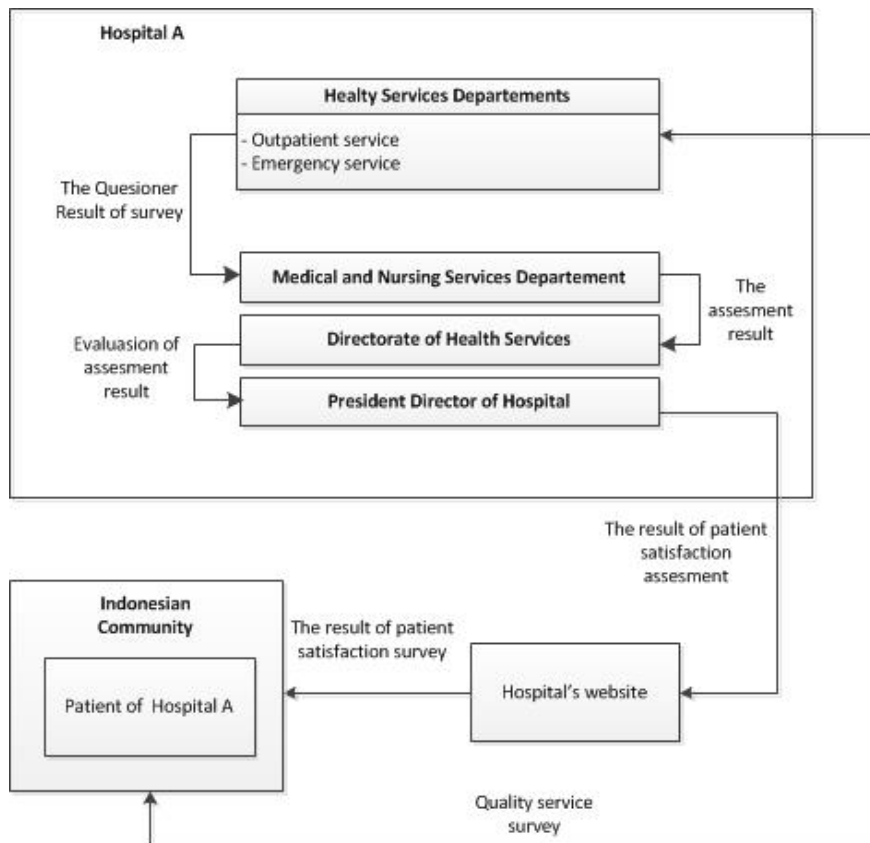 Hospital A
Healty Services Departements
- Outpatient service
- Emergency service
The Quesioner
Result of survey
Medical and Nursing Services Departement
The
assesment
result
Directorate of Health Services
Evaluasion of
assesment
result
President Director of Hospital
The result of patient
satisfaction
assesment
Indonesian
Community
Patient of Hospital A
The result of patient
satisfaction survey
Hospital's website
Quality service
survey